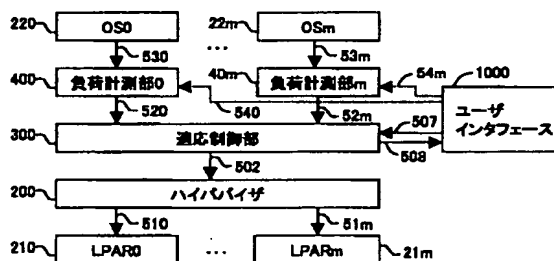 220 OS0 ... 22m OSm
530 53m
400 負荷計測部0 40m 負荷計測部m 54m 1000
520 540 52m ユーザ
インタフェース
300 適応制御部 507
508
502
200 ハイパバイザ
510 51m
210 LPAR0 ... LPARm 21m